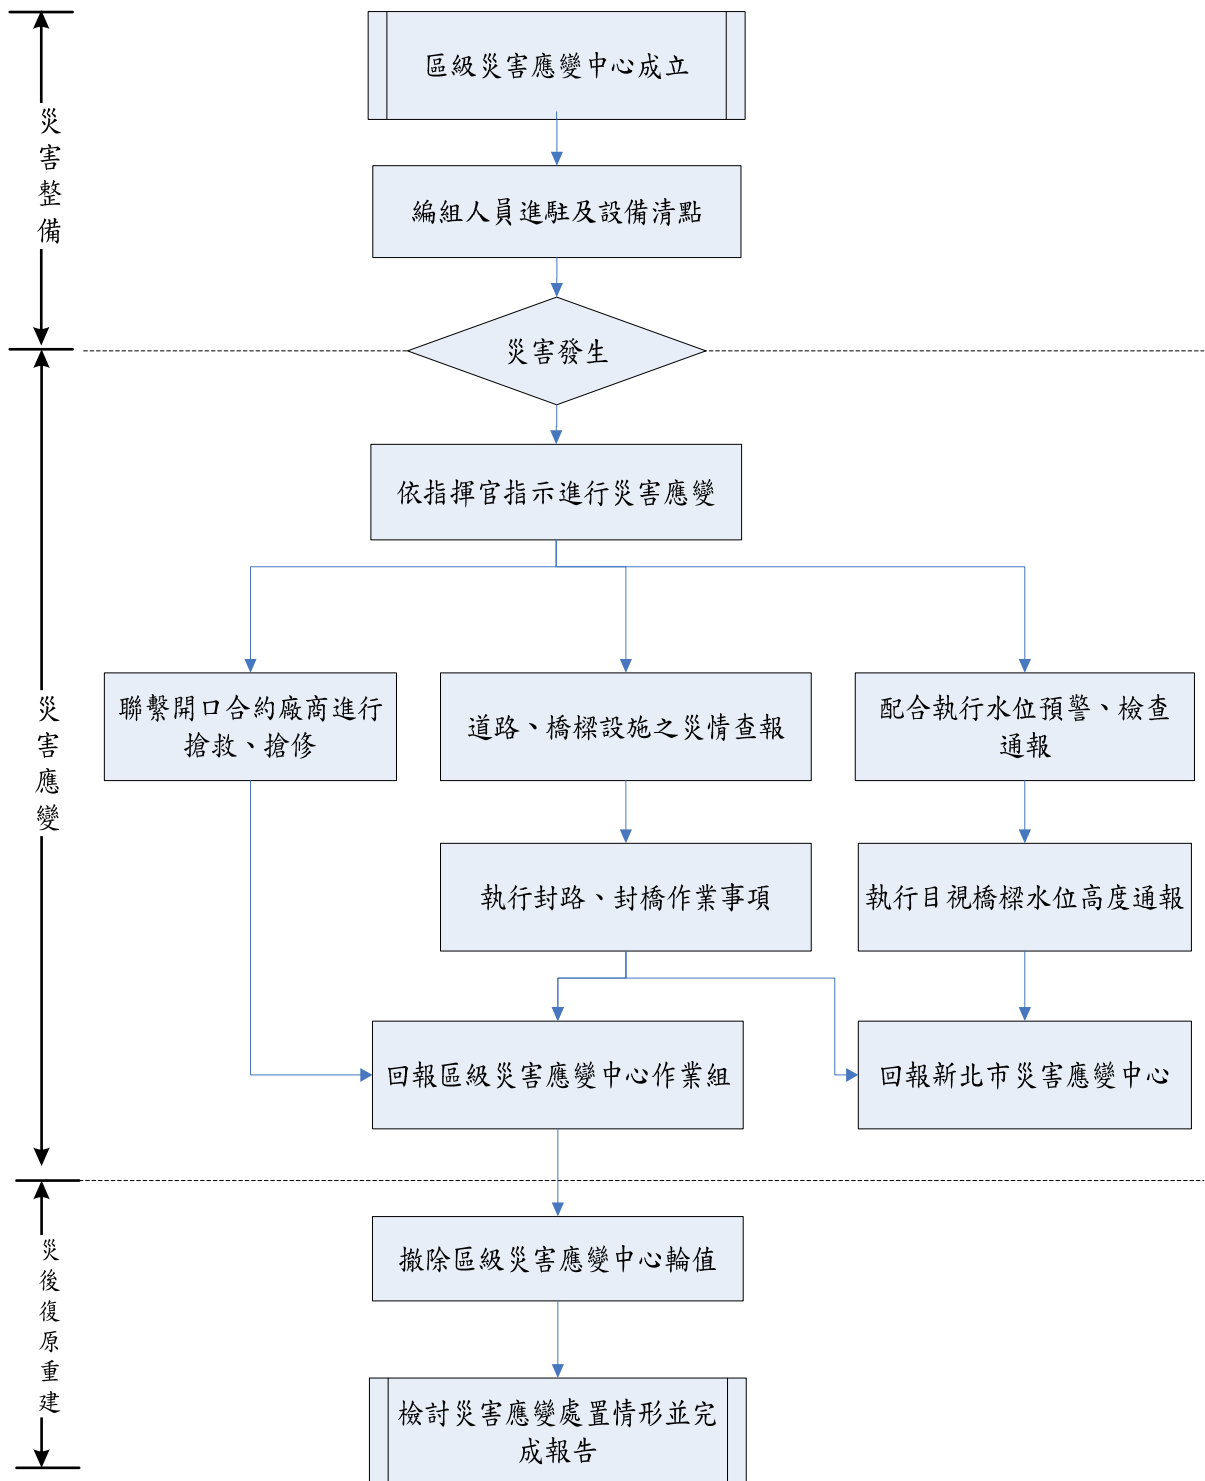 區級災害應變中心成立
災害整備
編組人員進駐及設備清點
災害發生
依指揮官指示進行災害應變
災害應變
聯繫開口合約廠商進行
搶救、搶修
道路、橋樑設施之災情查報
配合執行水位預警、檢查
通報
執行封路、封橋作業事項
執行目視橋樑水位高度通報
回報區級災害應變中心作業組
回報新北市災害應變中心
災後復原重建
撤除區級災害應變中心輪值
檢討災害應變處置情形並完
成報告